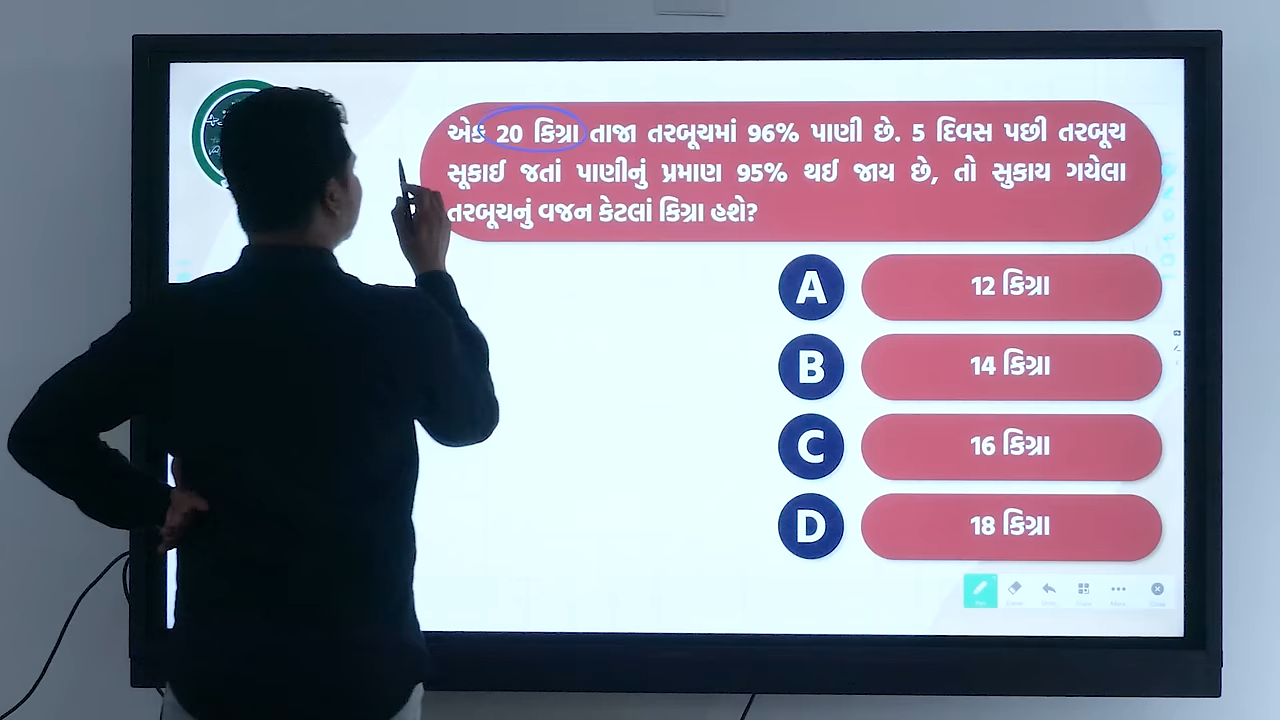 એક 20 કિગ્રા તાજા તરબૂચમાં 96% પાણી છે. 5 દિવસ પછી તરબૂચ
સૂકાઈ જતાં પાણીનું પ્રમાણ 95% થઈ જાય છે, તો સુકાય ગયેલા
તરબૂચનું વજન કેટલાં કિગ્રા હશે?
A 12 કિગ્રા
B 14 કિગ્રા
C 16 કિગ્રા
D 18 કિગ્રા